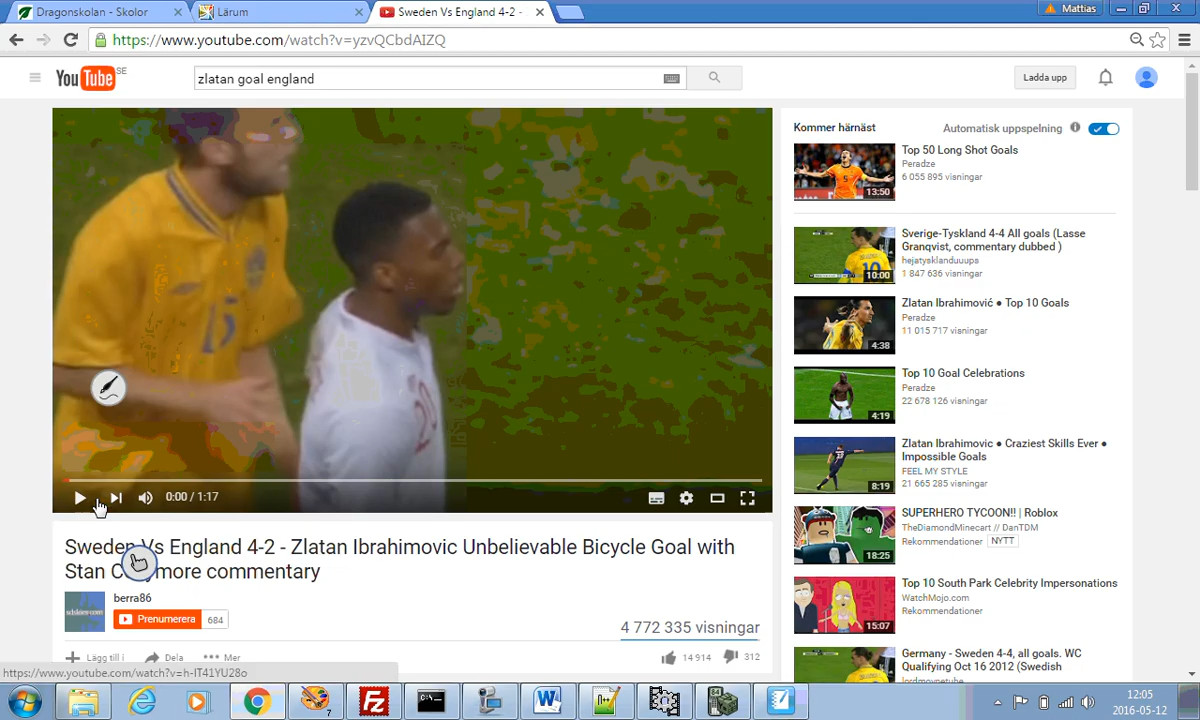 Dragonskolan - Skolor
Lärum
Sweden Vs England 4-2 -
Mattias
https://www.youtube.com/watch?v=yzvQCbdAIZQ
YouTube SE
zlatan goal england
Ladda upp
Kommer härnäst
Automatisk uppspelning
Top 50 Long Shot Goals
Peradze
6 055 895 visningar
13:50
Sverige-Tyskland 4-4 All goals (Lasse
Granqvist, commentary dubbed )
hejatysklanduuups
1 847 636 visningar
10:00
Zlatan Ibrahimović ● Top 10 Goals
Peradze
11 015 717 visningar
4:38
Top 10 Goal Celebrations
Peradze
22 678 126 visningar
4:19
Zlatan Ibrahimovic ● Craziest Skills Ever ●
Impossible Goals
FEEL MY STYLE
21 665 285 visningar
8:19
SUPERHERO TYCOON!! | Roblox
TheDiamondMinecart // DanTDM
Rekommendationer NYTT
18:25
Top 10 South Park Celebrity Impersonations
WatchMojo.com
Rekommendationer
15:07
Germany - Sweden 4-4, all goals. WC
Qualifying Oct 16 2012 (Swedish
15
0:00 / 1:17
Sweden Vs England 4-2 - Zlatan Ibrahimovic Unbelievable Bicycle Goal with
Stan Collymore commentary
berra86
Prenumerera 684
4 772 335 visningar
Lägg till i
Dela
Mer
14 914
312
https://www.youtube.com/watch?v=h-IT41YU28o
12:05
2016-05-12